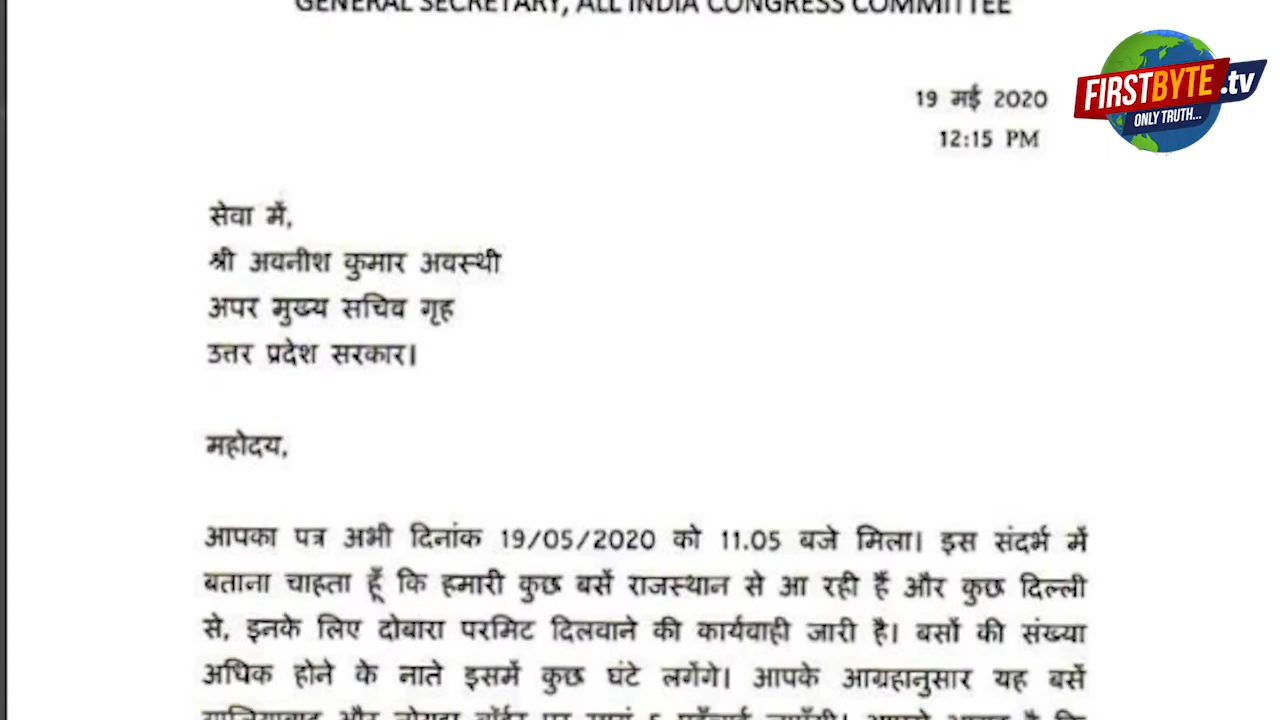 GENERAL SECRETARY, ALL INDIA CONGRESS COMMITTEE
FIRSTBYTE.tv
ONLY TRUTH...
19 मई 2020
12:15 PM
सेवा में,
श्री अवनीश कुमार अवस्थी
अपर मुख्य सचिव गृह
उत्तर प्रदेश सरकार।
महोदय,
आपका पत्र अभी दिनांक 19/05/2020 को 11.05 बजे मिला। इस संदर्भ में
बताना चाहता हूँ कि हमारी कुछ बसें राजस्थान से आ रही हैं और कुछ दिल्ली
से, इनके लिए दोबारा परमिट दिलवाने की कार्यवाही जारी है। बसों की संख्या
अधिक होने के नाते इसमें कुछ घंटे लगेंगे। आपके आग्रहानुसार यह बसें